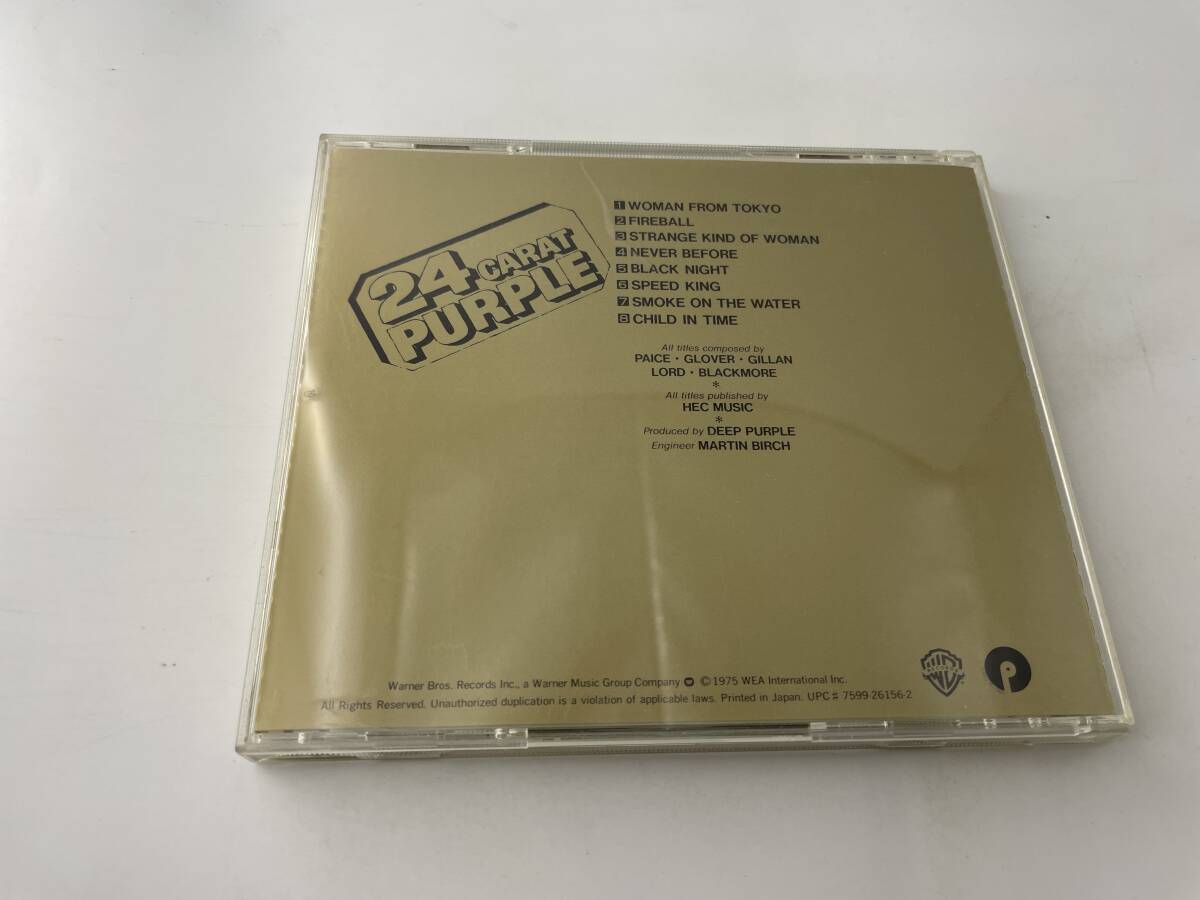 24 CARAT
PURPLE
1 WOMAN FROM TOKYO
2 FIREBALL
3 STRANGE KIND OF WOMAN
4 NEVER BEFORE
5 BLACK NIGHT
6 SPEED KING
7 SMOKE ON THE WATER
8 CHILD IN TIME
All titles composed by
PAICE・GLOVER・GILLAN
LORD・BLACKMORE
*
All titles published by
HEC MUSIC
*
Produced by DEEP PURPLE
Engineer MARTIN BIRCH
Warner Bros. Records Inc., a Warner Music Group Company ©1975 WEA International Inc.
All Rights Reserved. Unauthorized duplication is a violation of applicable laws. Printed in Japan. UPC# 7599-26156-2